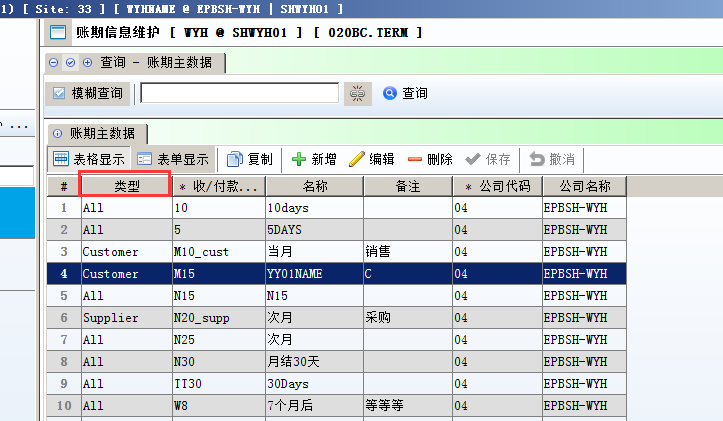 1) [ Site: 33 ] [ WYHNAME @ EPBSH-WYH | SHWYH01 ]
账期信息维护 [ WYH @ SHWYH01 ] [ 020BC.TERM ]
查询 - 账期主数据
模糊查询 查询
...
账期主数据
表格显示 表单显示 复制 新增 编辑 删除 保存 撤消
# 类型 * 收/付款... 名称 备注 * 公司代码 公司名称
1 All 10 10days 04 EPBSH-WYH
2 All 5 5DAYS 04 EPBSH-WYH
3 Customer M10_cust 当月 销售 04 EPBSH-WYH
4 Customer M15 YY01NAME C 04 EPBSH-WYH
5 All N15 N15 04 EPBSH-WYH
6 Supplier N20_supp 次月 采购 04 EPBSH-WYH
7 All N25 次月 04 EPBSH-WYH
8 All N30 月结30天 04 EPBSH-WYH
9 All TT30 30Days 04 EPBSH-WYH
10 All W8 7个月后 等等等 04 EPBSH-WYH